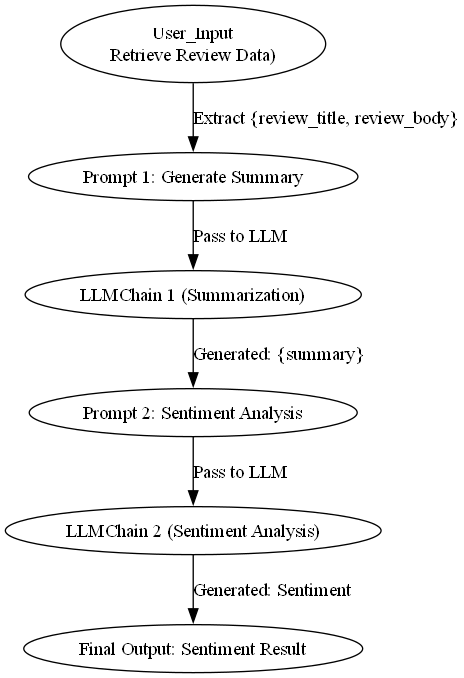 User_Input
Retrieve Review Data)
Extract {review_title, review_body}
Prompt 1: Generate Summary
Pass to LLM
LLMChain 1 (Summarization)
Generated: {summary}
Prompt 2: Sentiment Analysis
Pass to LLM
LLMChain 2 (Sentiment Analysis)
Generated: Sentiment
Final Output: Sentiment Result